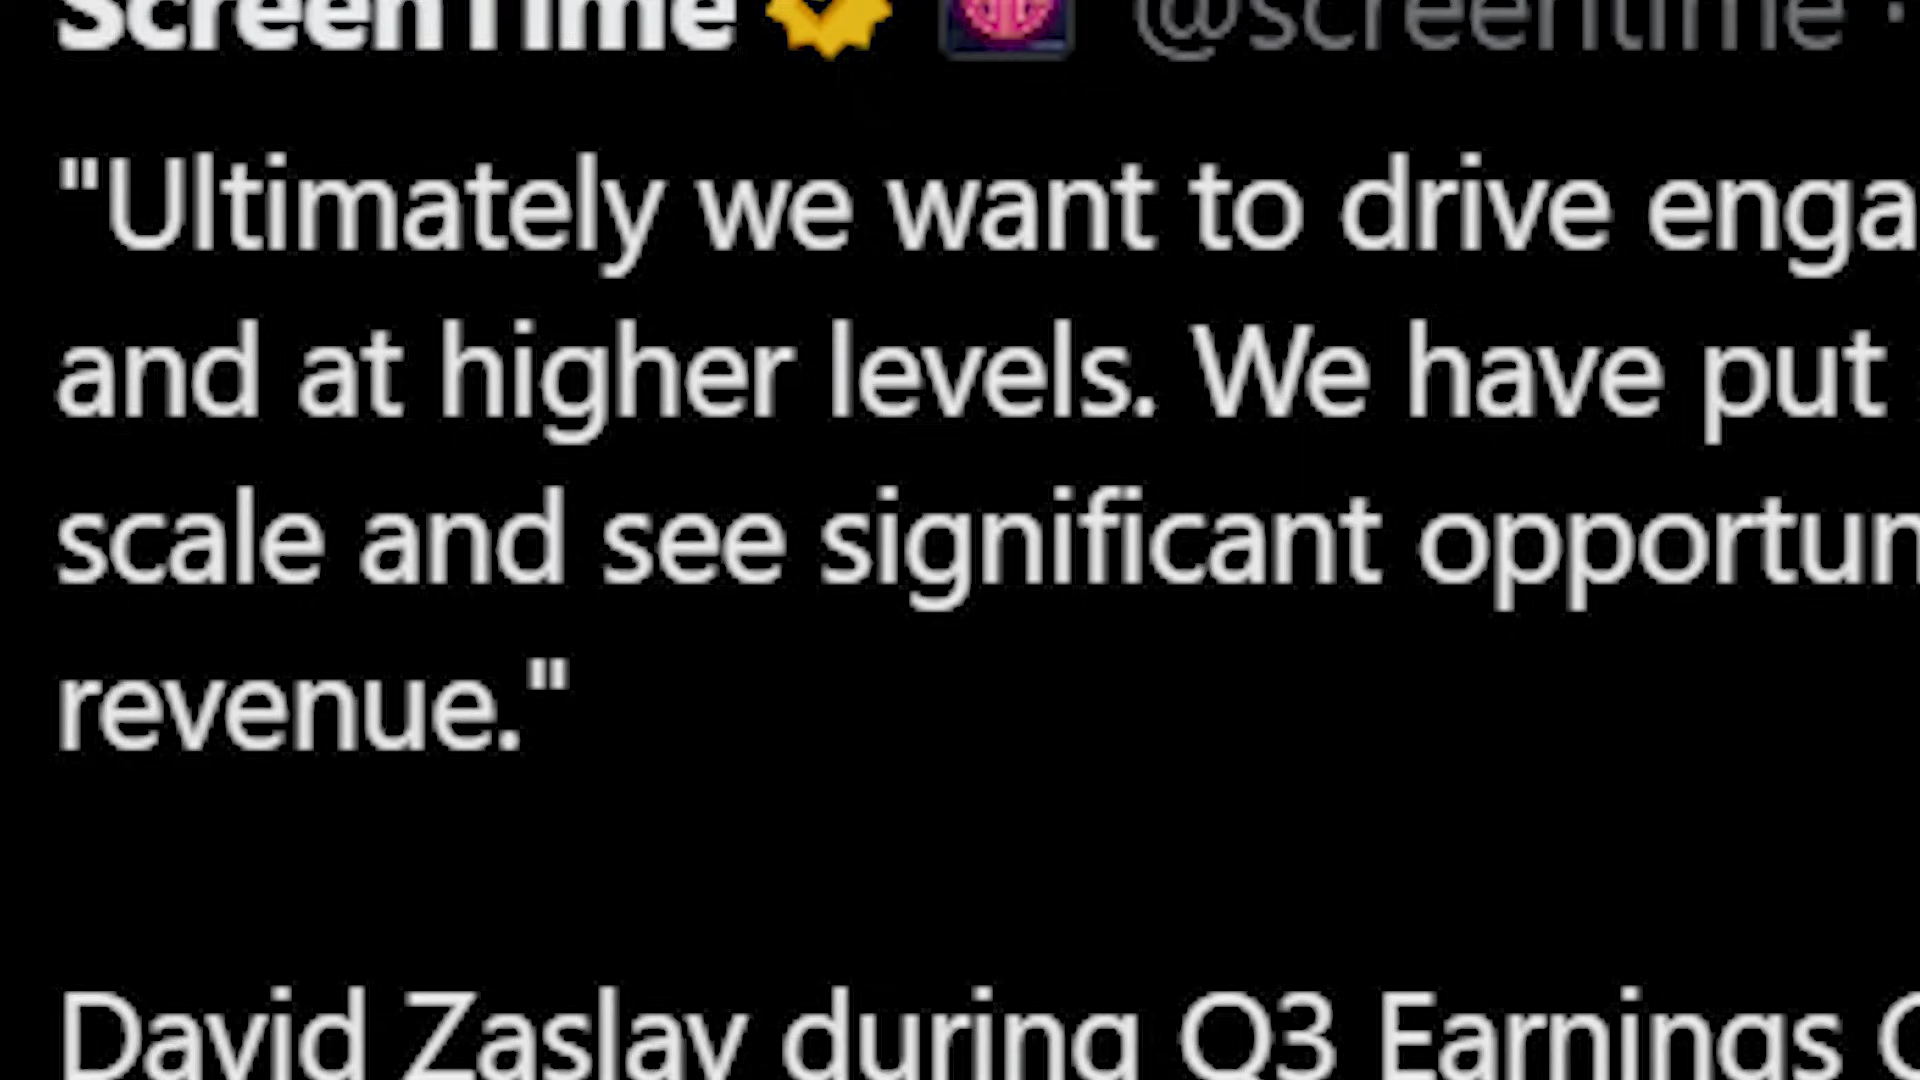 ScreenTime @screentime ·
"Ultimately we want to drive enga
and at higher levels. We have put
scale and see significant opportun
revenue."
David Zaslav during Q3 Earnings